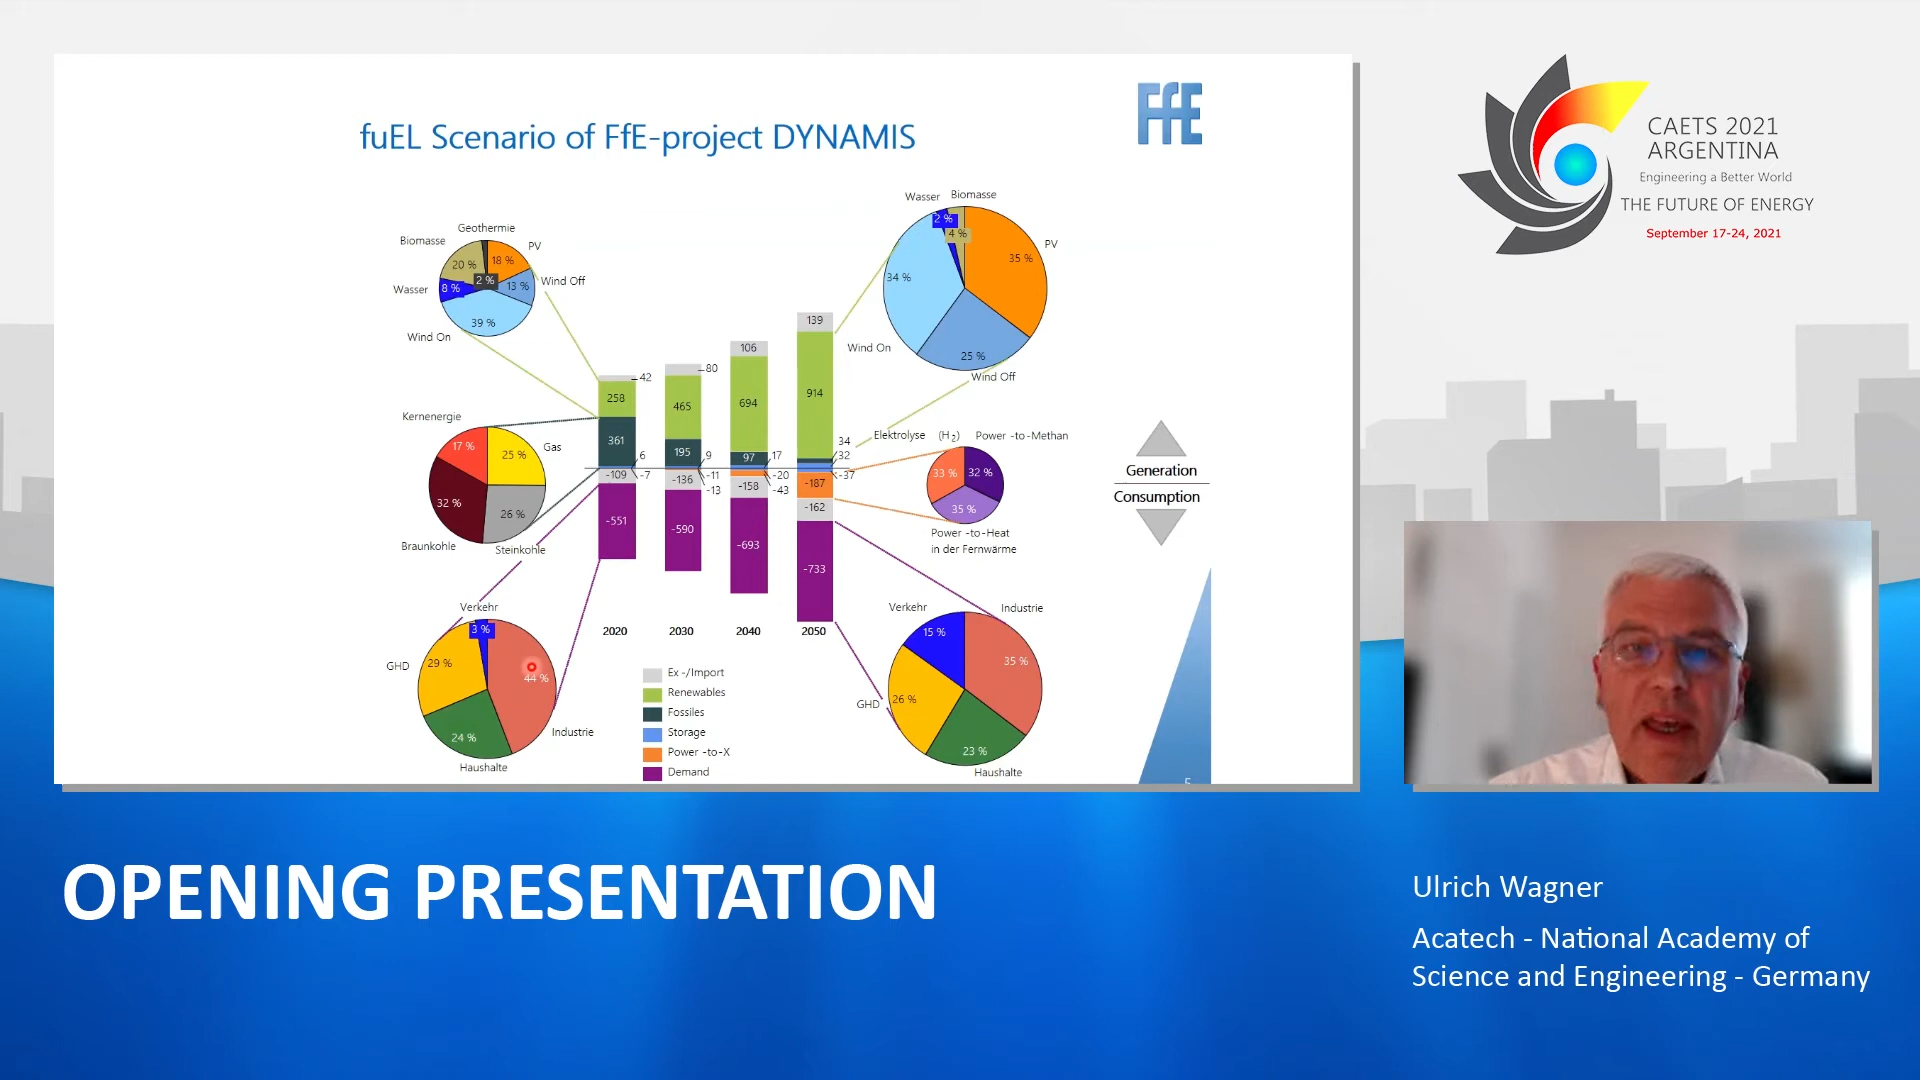 fuEL Scenario of FfE-project DYNAMIS
FfE
CAETS 2021
ARGENTINA
Engineering a Better World
THE FUTURE OF ENERGY
September 17-24, 2021
Geothermie
Biomasse
PV
20 %
18 %
2 %
Wasser
8 %
13 %
Wind Off
39 %
Wind On
Wasser
Biomasse
2 %
4 %
PV
35 %
34 %
Wind On
25 %
Wind Off
Kernenergie
17 %
25 %
Gas
32 %
26 %
Braunkohle
Steinkohle
42
258
361
6
-109
-7
-551
80
465
195
9
-136
-11
-13
-590
106
694
97
17
-20
-158
-43
-693
139
914
34
32
-37
-187
-162
-733
2020
2030
2040
2050
Elektrolyse (H2)
Power -to-Methan
33 %
32 %
35 %
Power -to-Heat
in der Fernwärme
Generation
Consumption
Verkehr
3 %
GHD
29 %
44 %
24 %
Industrie
Haushalte
Verkehr
Industrie
15 %
35 %
GHD
26 %
23 %
Haushalte
Ex -/Import
Renewables
Fossiles
Storage
Power -to-X
Demand
5
OPENING PRESENTATION
Ulrich Wagner
Acatech - National Academy of
Science and Engineering - Germany